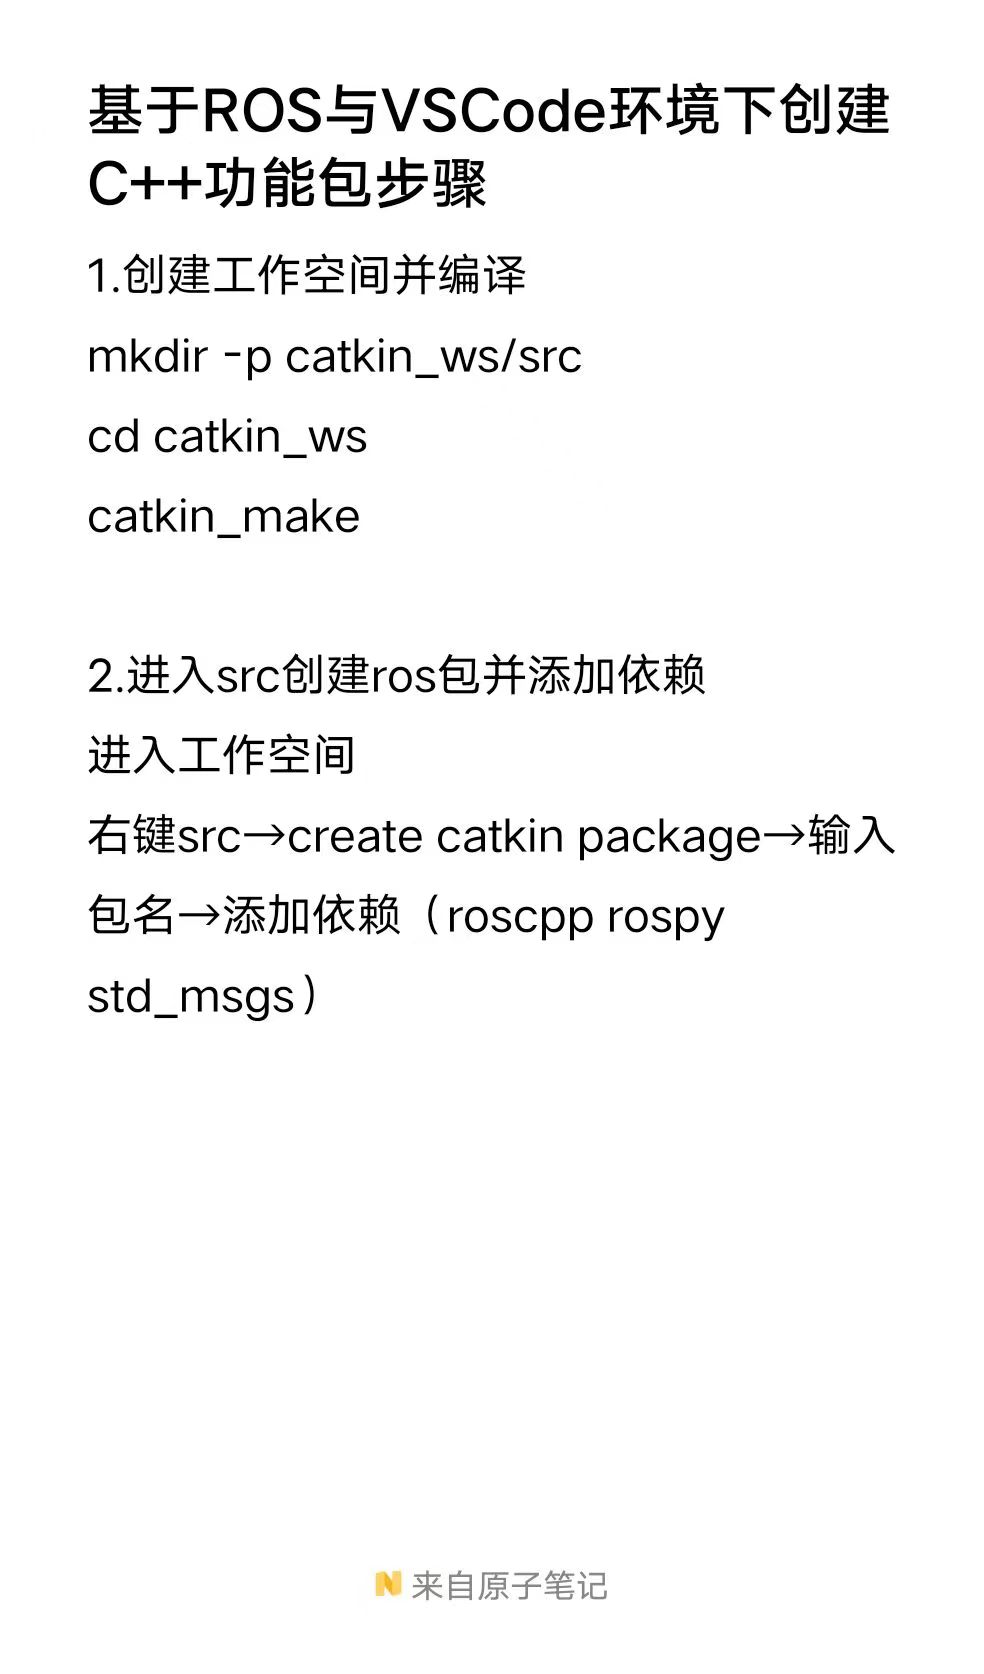 基于ROS与VSCode环境下创建
C++功能包步骤
1.创建工作空间并编译
mkdir -p catkin_ws/src
cd catkin_ws
catkin_make
2.进入src创建ros包并添加依赖
进入工作空间
右键src→create catkin package→输入
包名→添加依赖（roscpp rospy
std_msgs）
来自原子笔记